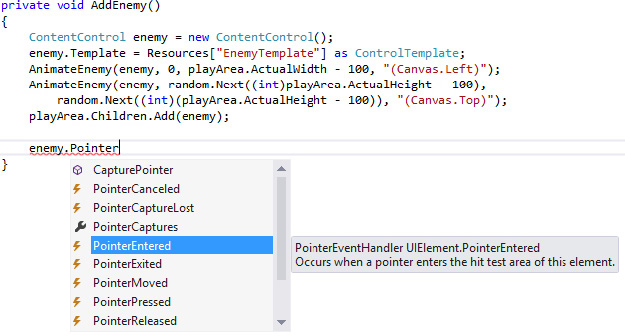 private void AddEnemy()
{
ContentControl enemy = new ContentControl();
enemy.Template = Resources["EnemyTemplate"] as ControlTemplate;
AnimateEnemy(enemy, 0, playArea.ActualWidth - 100, "(Canvas.Left)");
AnimateEnemy(enemy, random.Next((int)playArea.ActualHeight - 100),
random.Next((int)(playArea.ActualHeight - 100)), "(Canvas.Top)");
playArea.Children.Add(enemy);
enemy.Pointer
}
CapturePointer
PointerCanceled
PointerCaptureLost
PointerCaptures
PointerEntered
PointerExited
PointerMoved
PointerPressed
PointerReleased
PointerEventHandler UIElement.PointerEntered
Occurs when a pointer enters the hit test area of this element.